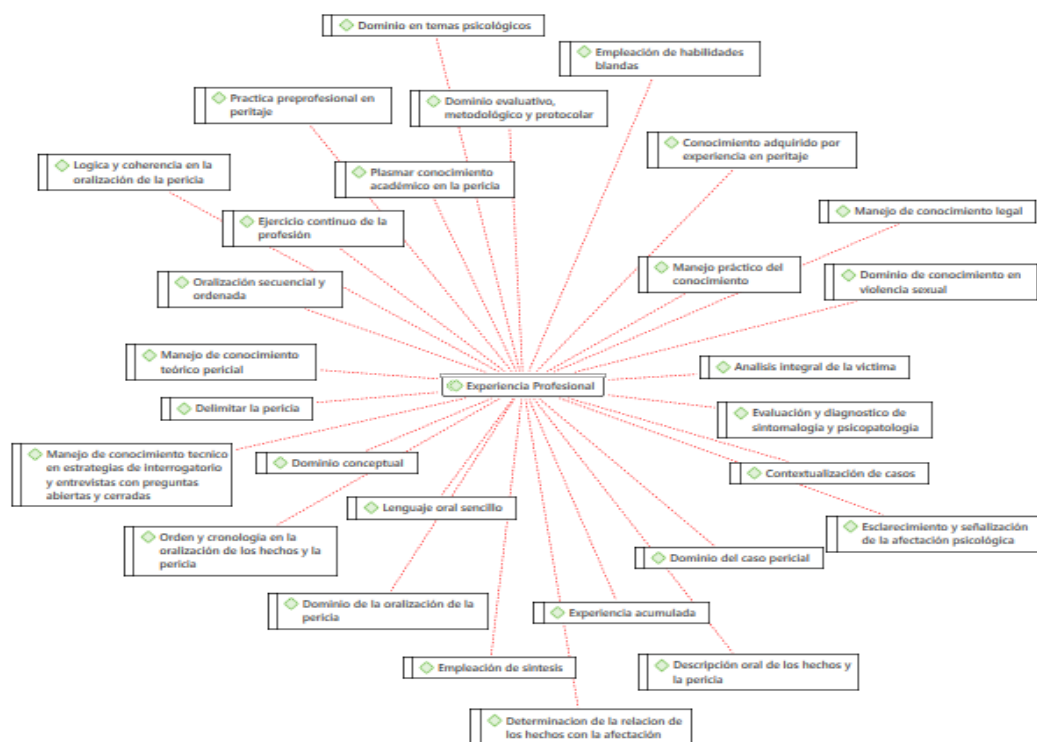 Dominio en temas psicológicos
Empleación de habilidades
blandas
Practica preprofesional en
peritaje
Dominio evaluativo,
metodológico y protocolar
Conocimiento adquirido por
experiencia en peritaje
Logica y coherencia en la
oralización de la pericia
Plasmar conocimiento
académico en la pericia
Manejo de conocimiento legal
Ejercicio continuo de la
profesión
Manejo práctico del
conocimiento
Dominio de conocimiento en
violencia sexual
Oralización secuencial y
ordenada
Manejo de conocimiento
teórico pericial
Analisis integral de la victima
Experiencia Profesional
Delimitar la pericia
Evaluación y diagnostico de
sintomalogia y psicopatologia
Manejo de conocimiento tecnico
en estrategias de interrogatorio
y entrevistas con preguntas
abiertas y cerradas
Dominio conceptual
Contextualización de casos
Lenguaje oral sencillo
Orden y cronologia en la
oralización de los hechos y la
pericia
Esclarecimiento y señalización
de la afectación psicológica
Dominio del caso pericial
Dominio de la oralización de la
pericia
Experiencia acumulada
Empleación de sintesis
Descripción oral de los hechos y
la pericia
Determinacion de la relacion de
los hechos con la afectación